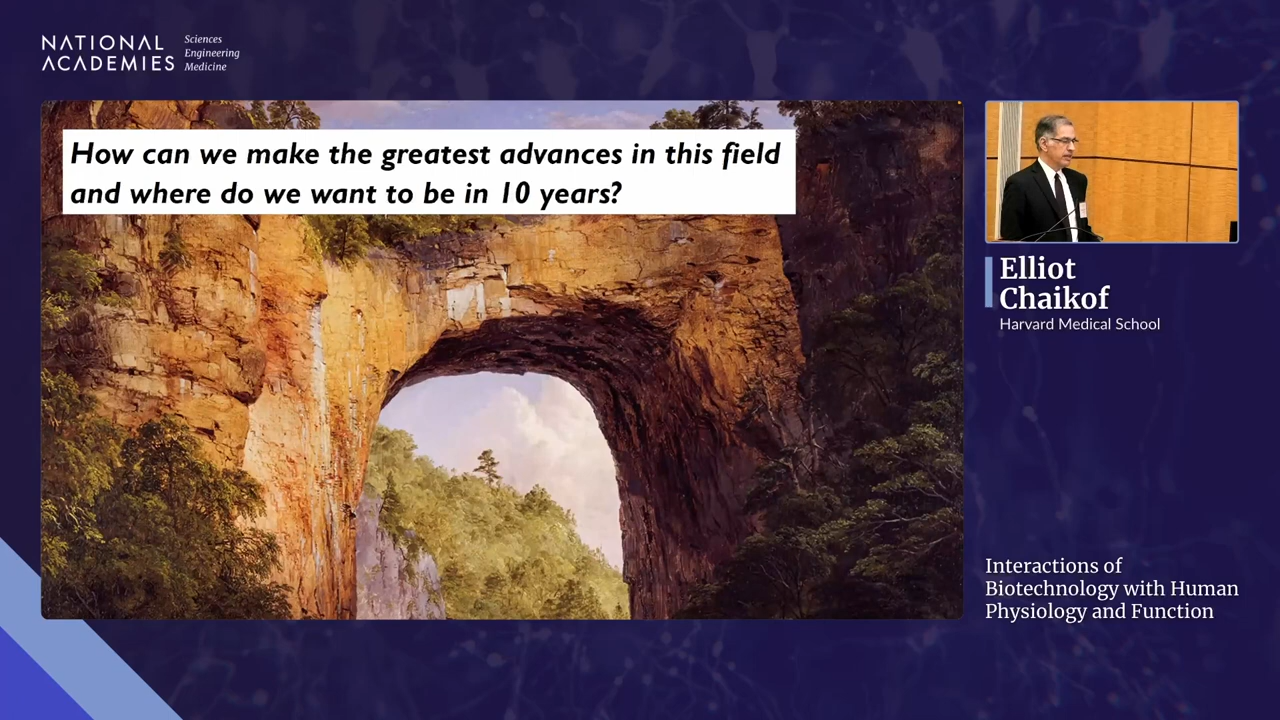 NATIONAL
ACADEMIES
Sciences
Engineering
Medicine
How can we make the greatest advances in this field
and where do we want to be in 10 years?
Elliot
Chaikof
Harvard Medical School
Interactions of
Biotechnology with Human
Physiology and Function